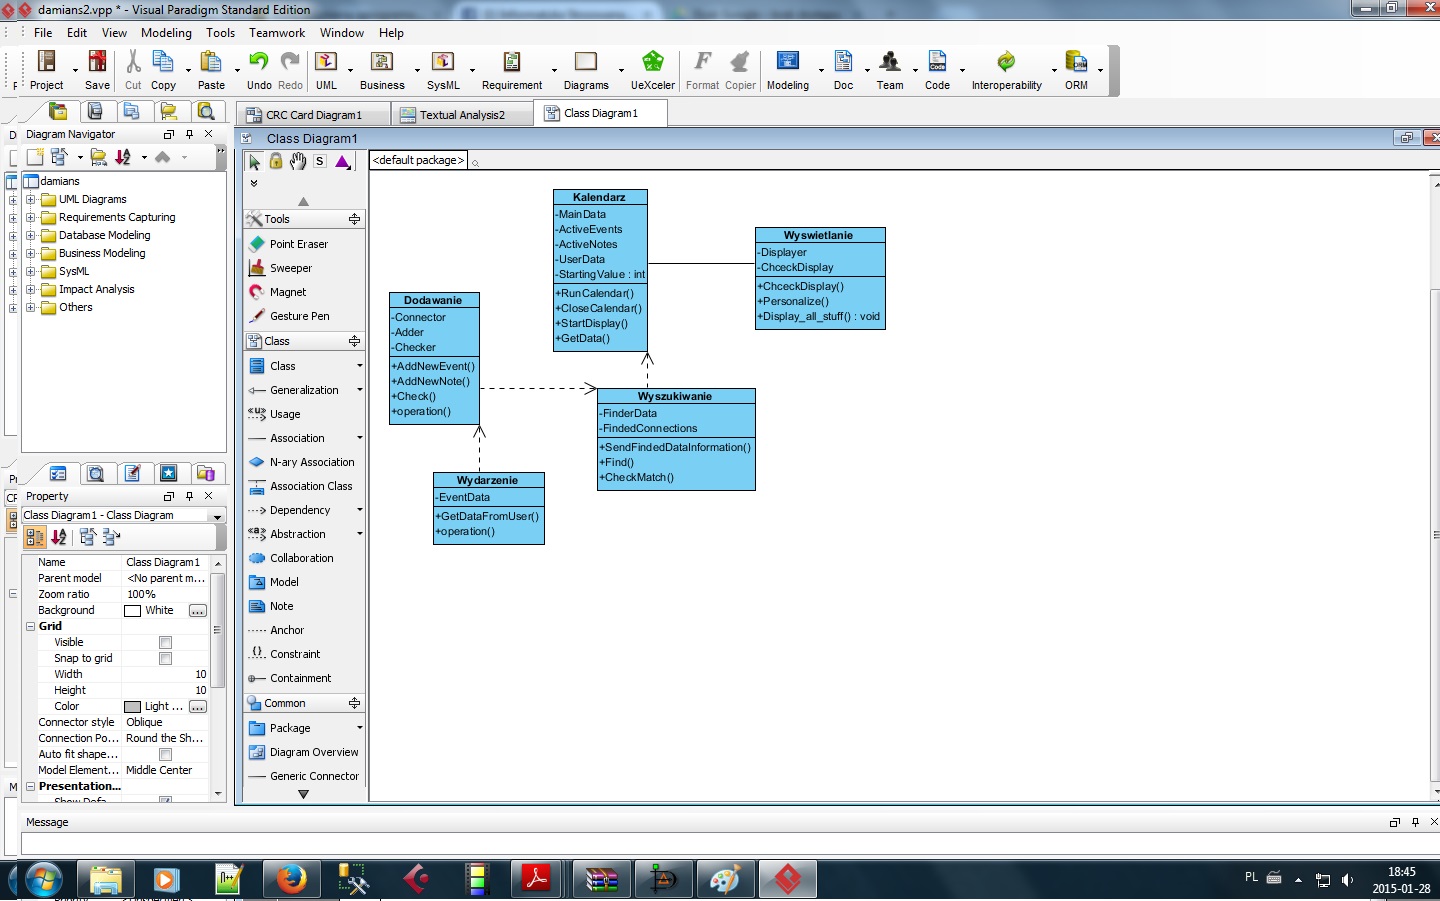 damians2.vpp * - Visual Paradigm Standard Edition
File Edit View Modeling Tools Teamwork Window Help
Project Save Cut Copy Paste Undo Redo UML Business SysML Requirement Diagrams UeXceler Format Copier Modeling Doc Team Code Interoperability ORM
CRC Card Diagram1 Textual Analysis2 Class Diagram1
Diagram Navigator
damians
UML Diagrams
Requirements Capturing
Database Modeling
Business Modeling
SysML
Impact Analysis
Others
Property
Class Diagram1 - Class Diagram
Name Class Diagram1
Parent model <No parent m...
Zoom ratio 100%
Background White ...
Grid
Visible
Snap to grid
Width 10
Height 10
Color Light ... ...
Connector style Oblique
Connection Po... Round the Sh...
Auto fit shape...
Model Element... Middle Center
Presentation...
Class Diagram1
S
<default package>
Tools
Point Eraser
Sweeper
Magnet
Gesture Pen
Class
Class
Generalization
Usage
Association
N-ary Association
Association Class
Dependency
Abstraction
Collaboration
Model
Note
Anchor
Constraint
Containment
Common
Package
Diagram Overview
Generic Connector
Kalendarz
-MainData
-ActiveEvents
-ActiveNotes
-UserData
-StartingValue : int
+RunCalendar()
+CloseCalendar()
+StartDisplay()
+GetData()
Wyswietlanie
-Displayer
-ChceckDisplay
+ChceckDisplay()
+Personalize()
+Display_all_stuff() : void
Dodawanie
-Connector
-Adder
-Checker
+AddNewEvent()
+AddNewNote()
+Check()
+operation()
Wyszukiwanie
-FinderData
-FindedConnections
+SendFindedDataInformation()
+Find()
+CheckMatch()
Wydarzenie
-EventData
+GetDataFromUser()
+operation()
Message
PL
18:45
2015-01-28